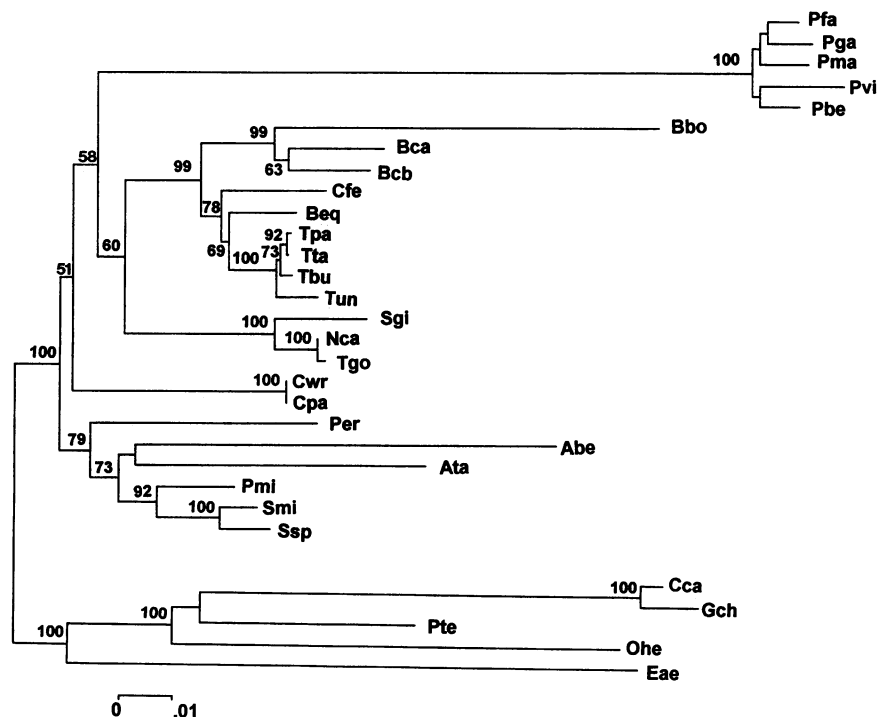 Pfa
Pga
100
Pma
Pvi
Pbe
99
Bbo
Bca
58
99
63
Bcb
Cfe
78
Beq
92
Tpa
60
69
100
73
Tta
Tbu
51
Tun
100
Sgi
100
Nca
100
Tgo
100
Cwr
Cpa
79
Per
Abe
73
Ata
92
Pmi
100
Smi
Ssp
100
Cca
100
Gch
100
Pte
Ohe
Eae
0 .01